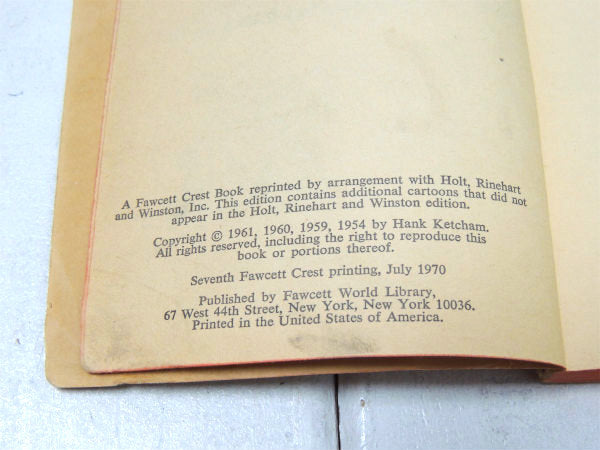 A Fawcett Crest Book reprinted by arrangement with Holt, Rinehart
and Winston, Inc. This edition contains additional cartoons that did not
appear in the Holt, Rinehart and Winston edition.
Copyright © 1961, 1960, 1959, 1954 by Hank Ketcham.
All rights reserved, including the right to reproduce this
book or portions thereof.
Seventh Fawcett Crest printing, July 1970
Published by Fawcett World Library,
67 West 44th Street, New York, New York 10036.
Printed in the United States of America.